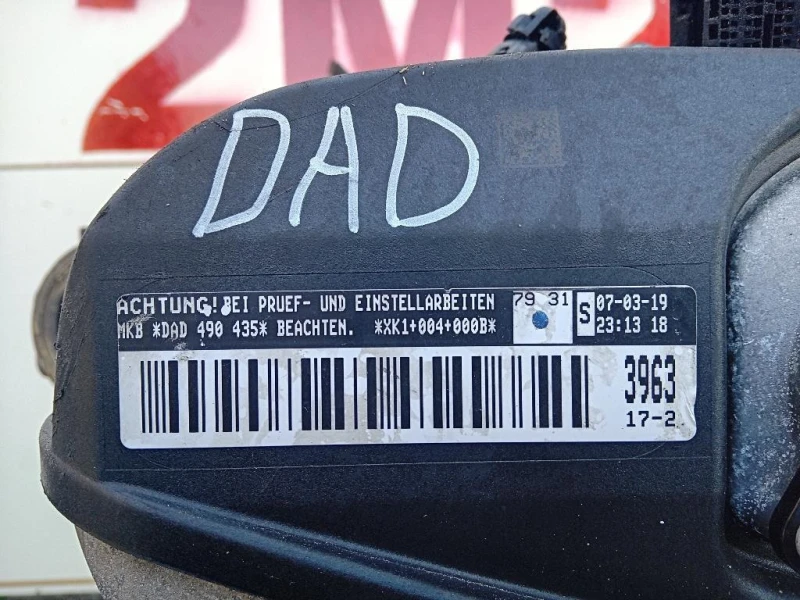 2M2
DAD
ACHTUNG! BEI PRUEF- UND EINSTELLARBEITEN
MKB *DAD 490 435* BEACHTEN. *XK1+004+000B*
79 31
S
07-03-19
23:13 18
3963
17-2